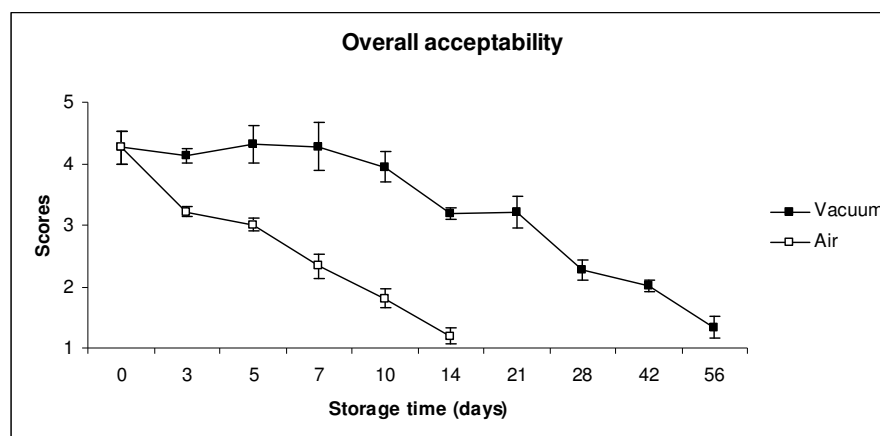 Overall acceptability
5
4
3
2
1
Scores
0 3 5 7 10 14 21 28 42 56
Storage time (days)
Vacuum
Air